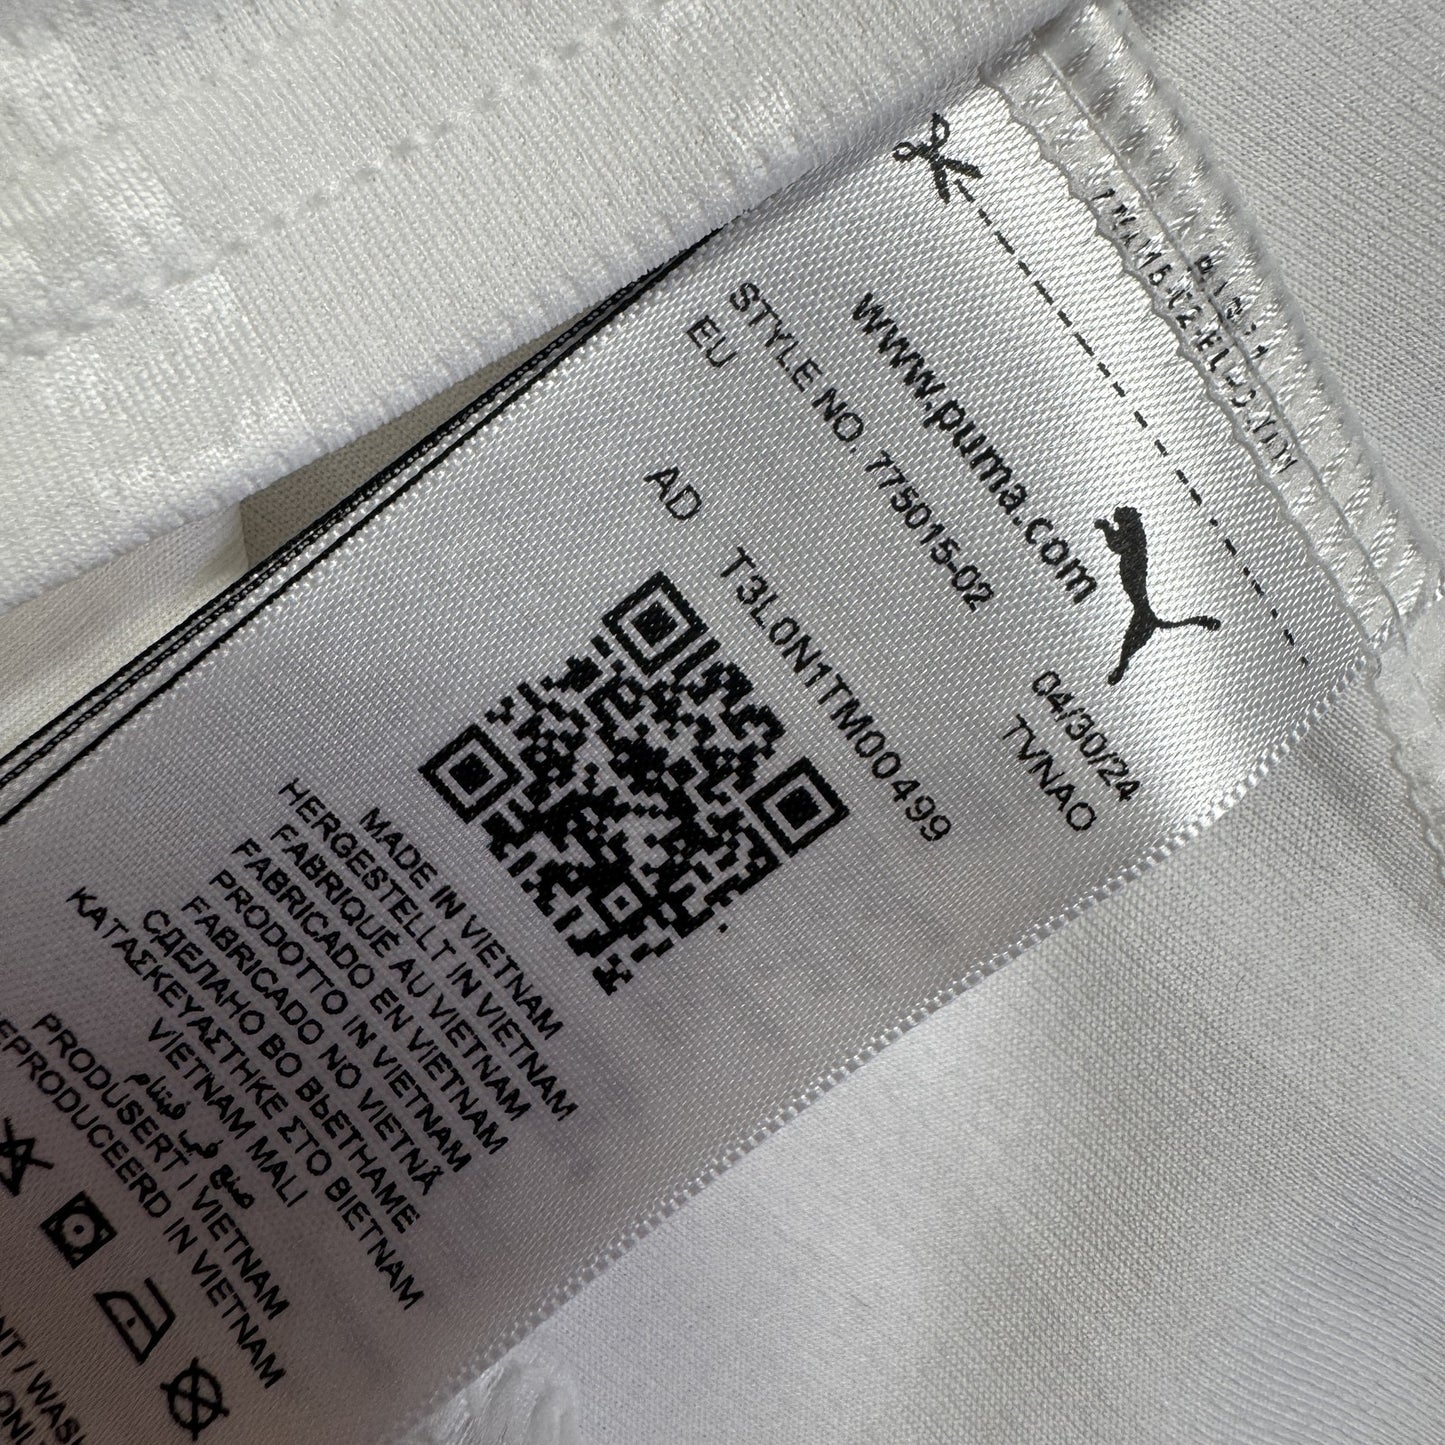 www.puma.com
04/30/24
STYLE NO. 775015-02
TVNAO
EU
AD
T3L0N1TM00499
MADE IN VIETNAM
HERGESTELLT IN VIETNAM
FABRIQUÉ AU VIETNAM
FABRICADO EN VIETNAM
PRODOTTO IN VIETNAM
FABRICADO NO VIETNÃ
СДЕЛАНО ВО ВЬЕТНАМЕ
ΚΑΤΑΣΚΕΥΑΣΤΗΚΕ ΣΤΟ ΒΙΕΤΝΑΜ
VIETNAM MALI
صنع في فيتنام
PRODUSERT I VIETNAM
EPRODUCEERD IN VIETNAM